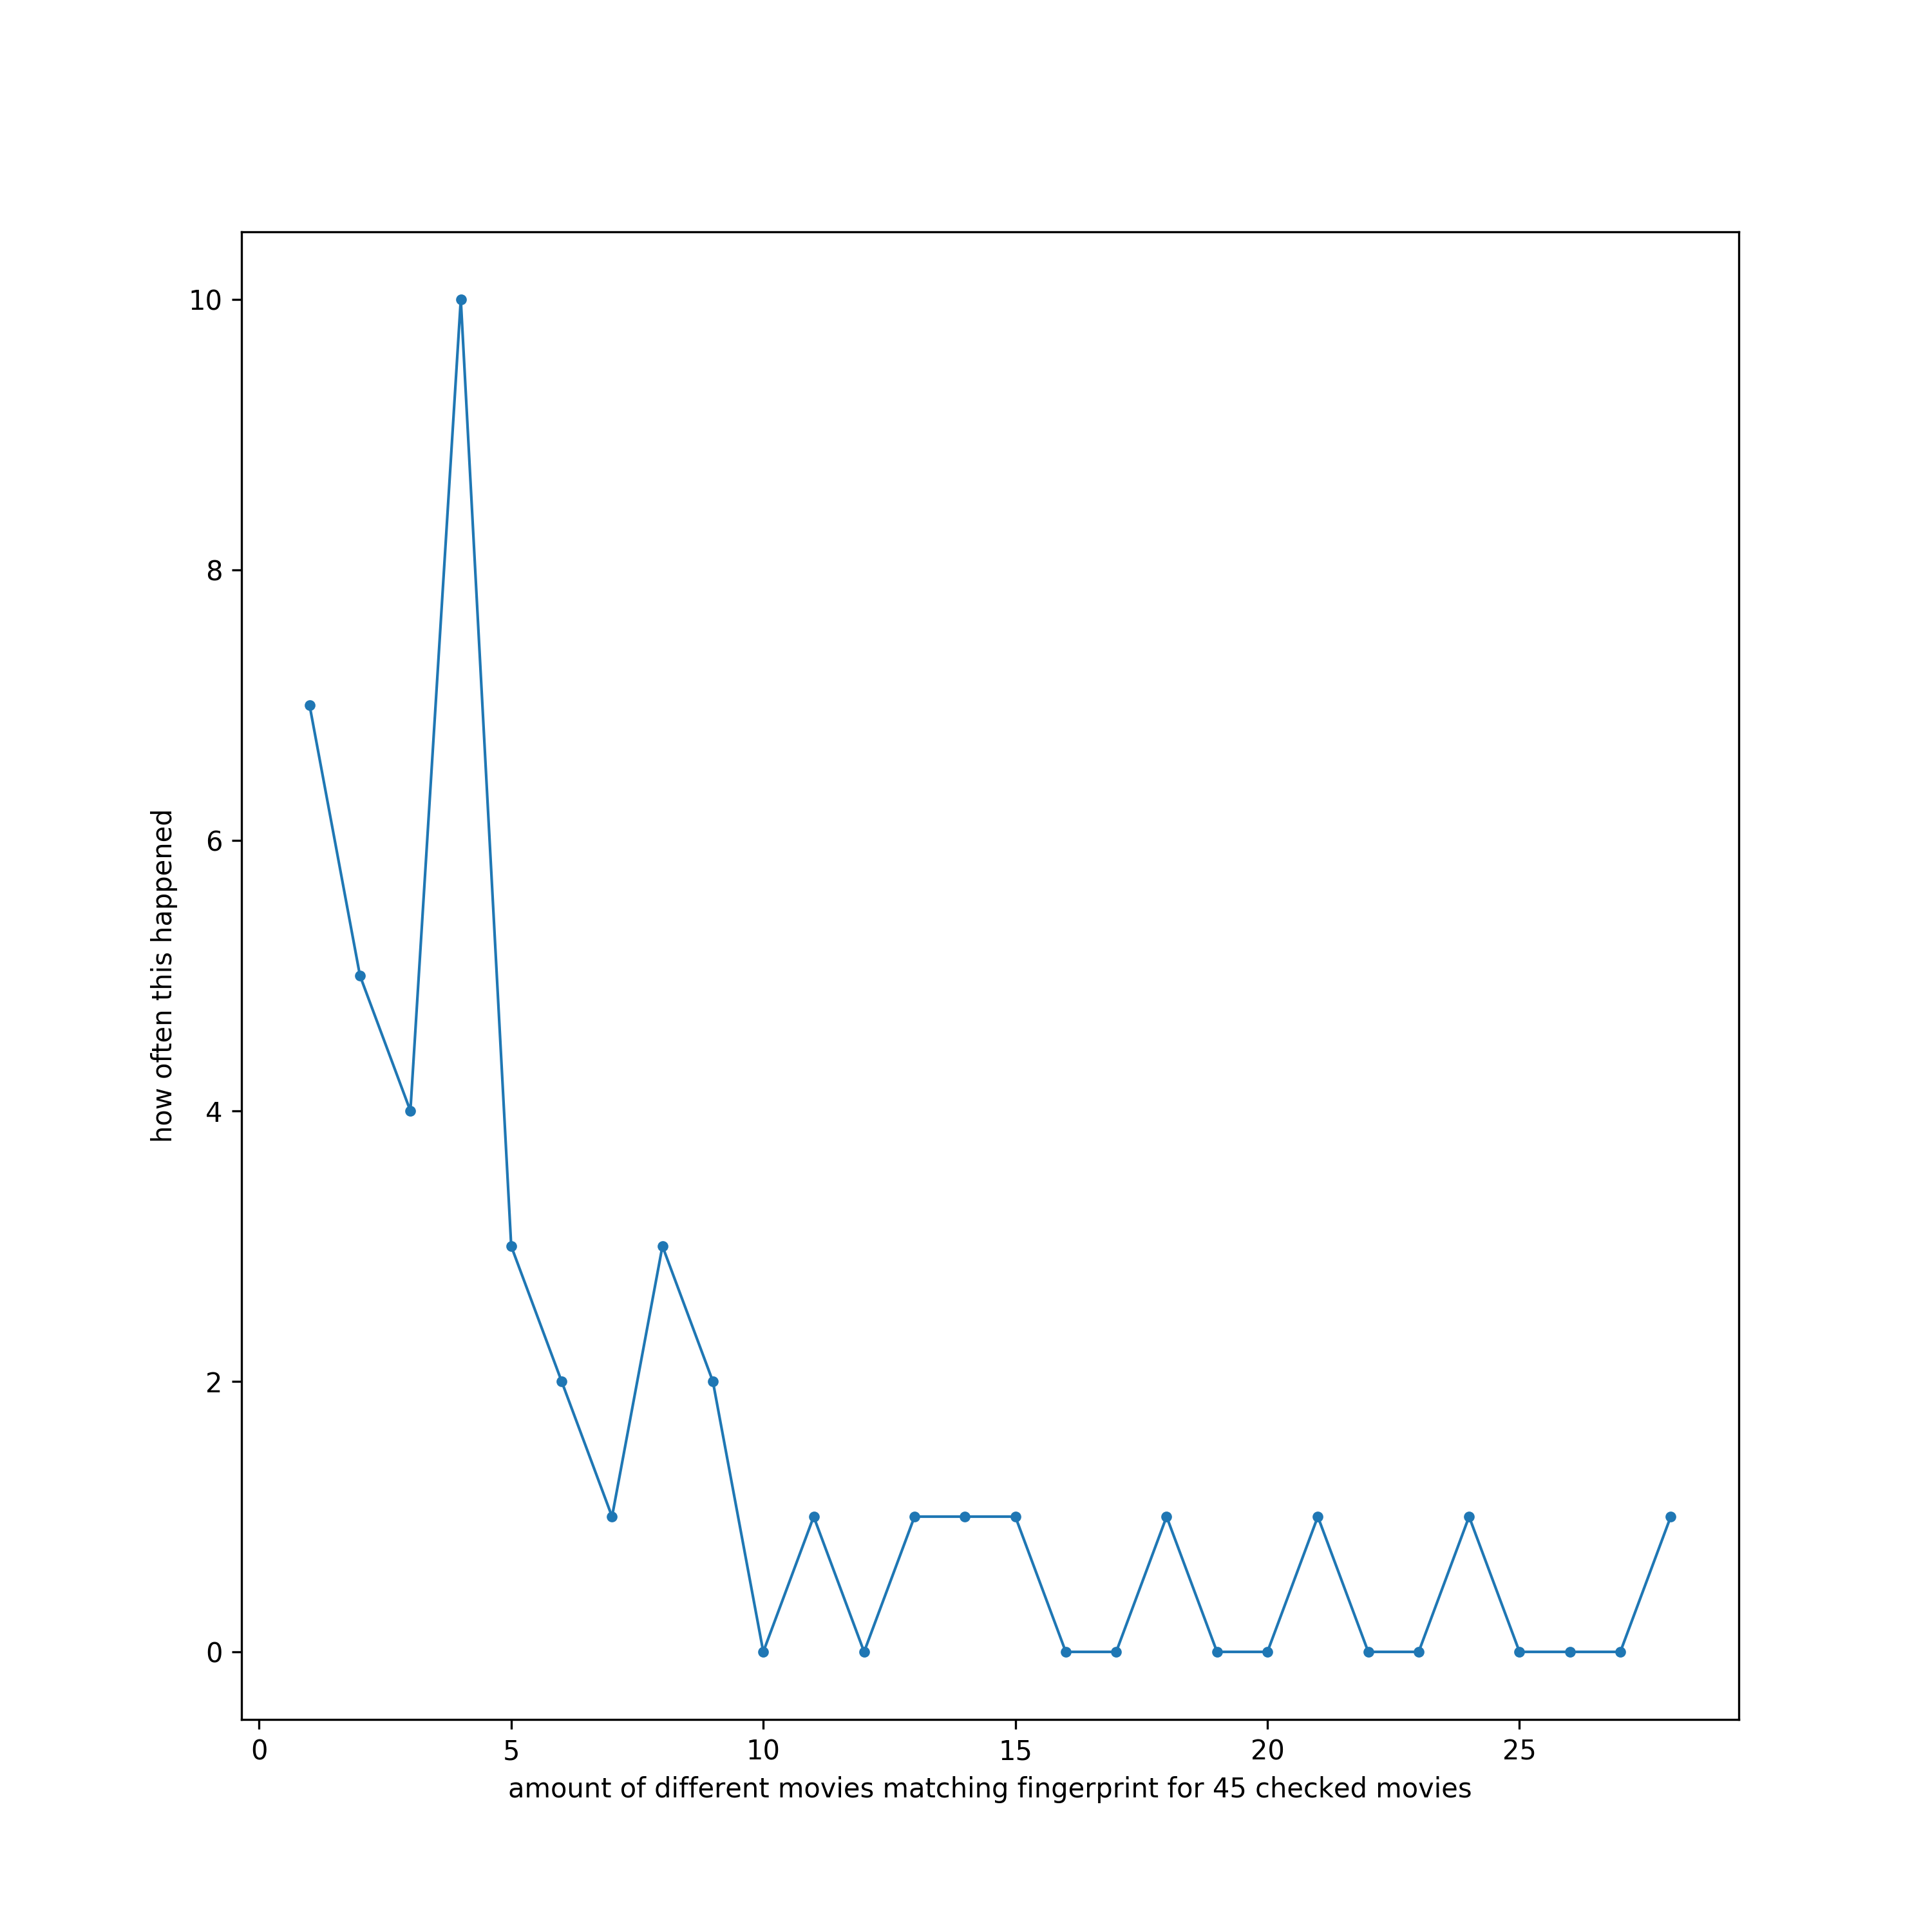 10
8
6
4
2
0
how often this happened
0 5 10 15 20 25
amount of different movies matching fingerprint for 45 checked movies